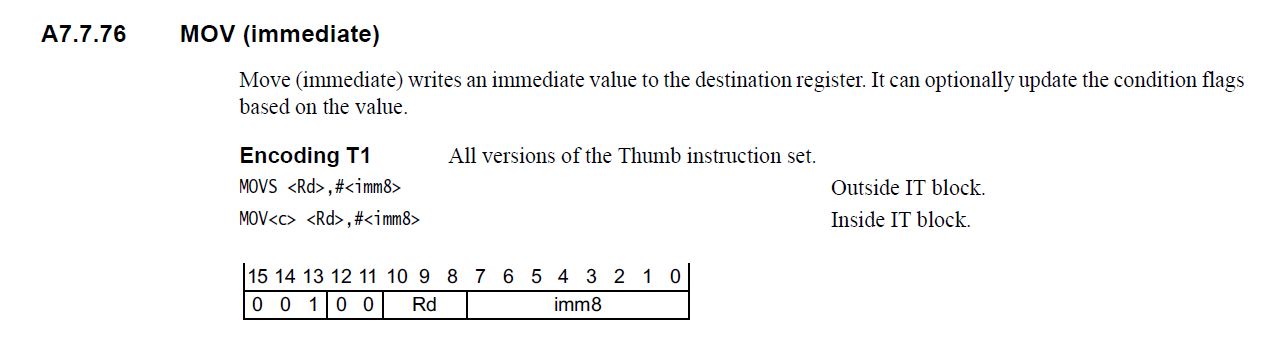 A7.7.76 MOV (immediate)
Move (immediate) writes an immediate value to the destination register. It can optionally update the condition flags
based on the value.
Encoding T1 All versions of the Thumb instruction set.
MOVS <Rd>,#<imm8> Outside IT block.
MOV<c> <Rd>,#<imm8> Inside IT block.
15 14 13 12 11 10 9 8 7 6 5 4 3 2 1 0
0 0 1 0 0 Rd imm8